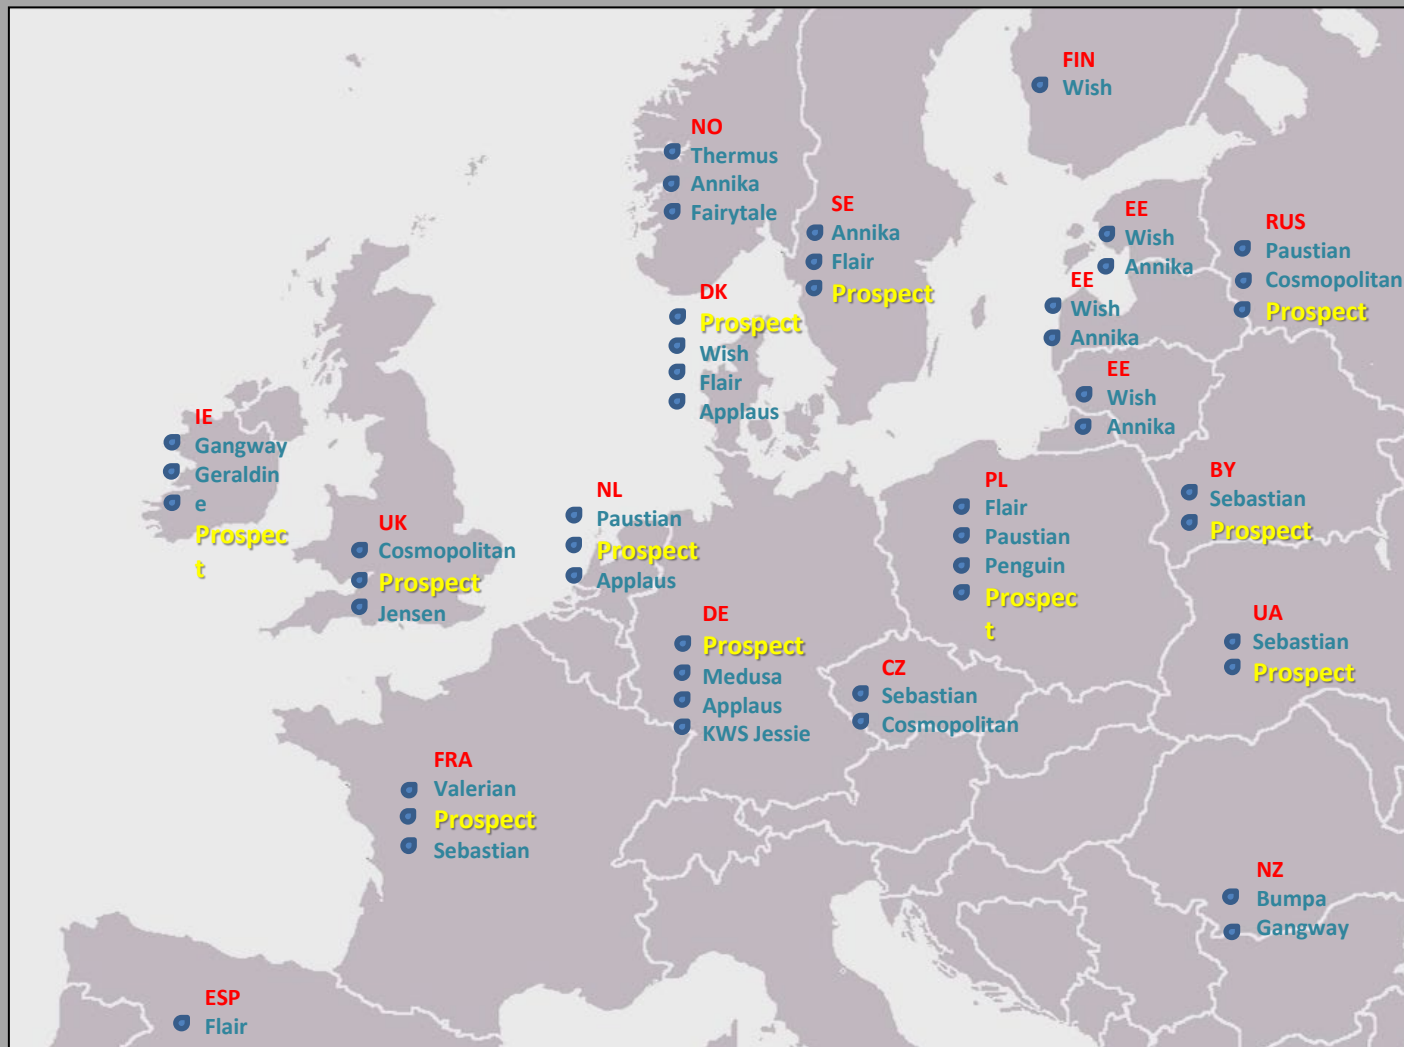 FIN
Wish
NO
Thermus
Annika
Fairytale
SE
Annika
Flair
Prospect
EE
Wish
Annika
RUS
Paustian
Cosmopolitan
Prospect
EE
Wish
Annika
DK
Prospect
Wish
Flair
Applaus
EE
Wish
Annika
IE
Gangway
Geraldin
e
Prospec
t
UK
Cosmopolitan
Prospect
Jensen
NL
Paustian
Prospect
Applaus
PL
Flair
Paustian
Penguin
Prospec
t
BY
Sebastian
Prospect
DE
Prospect
Medusa
Applaus
KWS Jessie
CZ
Sebastian
Cosmopolitan
UA
Sebastian
Prospect
FRA
Valerian
Prospect
Sebastian
NZ
Bumpa
Gangway
ESP
Flair